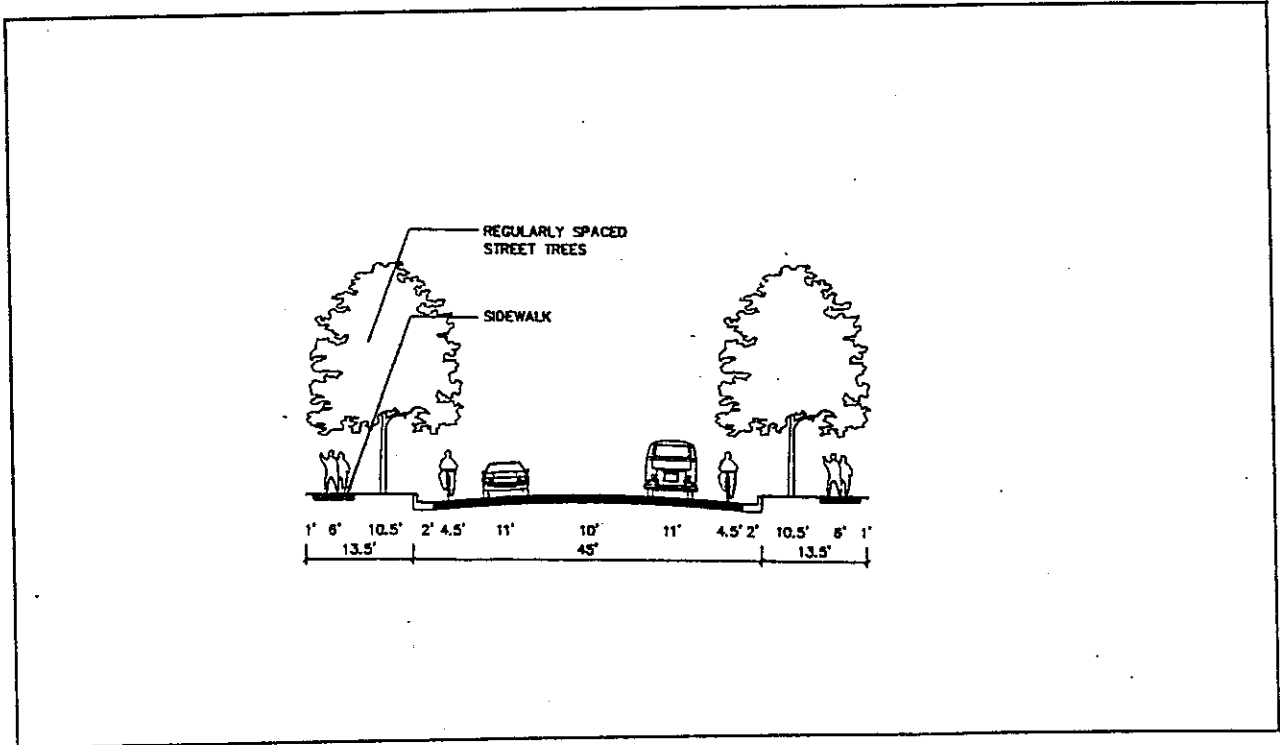 REGULARLY SPACED
STREET TREES
SIDEWALK
1' 6' 10.5' 2' 4.5' 11' 10' 11' 4.5' 2' 10.5' 6' 1'
13.5' 45' 13.5'